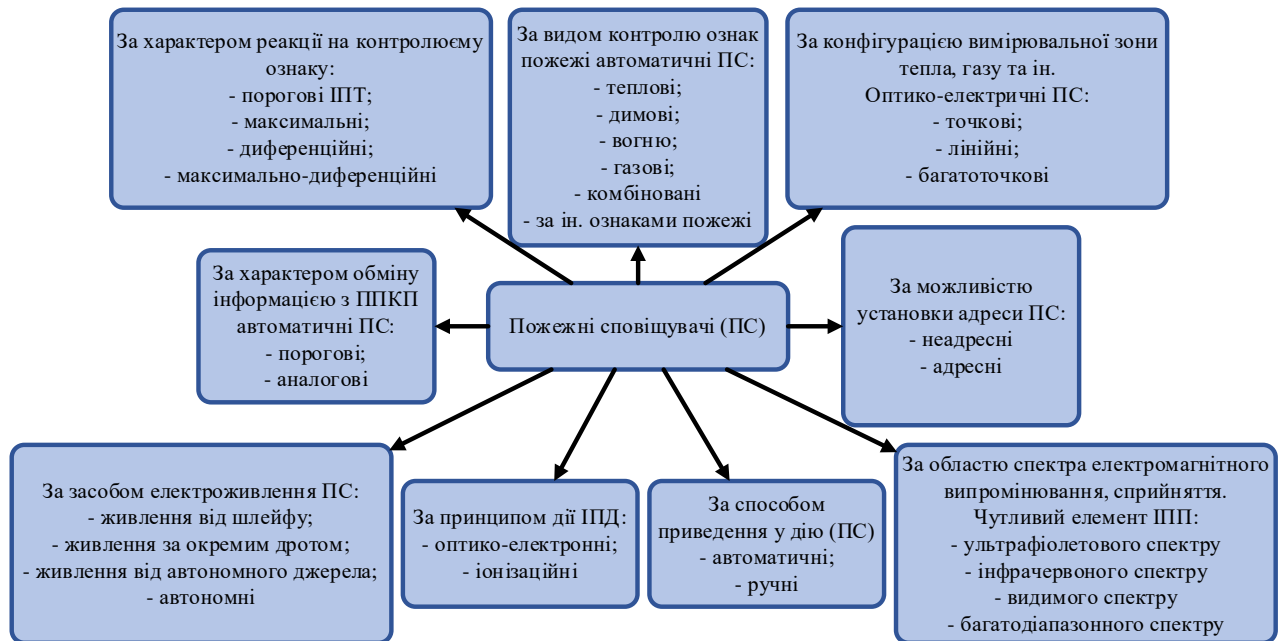 За характером реакції на контролюєму
ознаку:
- порогові ІПТ;
- максимальні;
- диференційні;
- максимально-диференційні
За видом контролю ознак
пожежі автоматичні ПС:
- теплові;
- димові;
- вогню;
- газові;
- комбіновані
- за ін. ознаками пожежі
За конфігурацією вимірювальної зони
тепла, газу та ін.
Оптико-електричні ПС:
- точкові;
- лінійні;
- багатоточкові
За характером обміну
інформацією з ППКП
автоматичні ПС:
- порогові;
- аналогові
Пожежні сповіщувачі (ПС)
За можливістю
установки адреси ПС:
- неадресні
- адресні
За засобом електроживлення ПС:
- живлення від шлейфу;
- живлення за окремим дротом;
- живлення від автономного джерела;
- автономні
За принципом дії ІПД:
- оптико-електронні;
- іонізаційні
За способом
приведення у дію (ПС)
- автоматичні;
- ручні
За областю спектра електромагнітного
випромінювання, сприйняття.
Чутливий елемент ІПП:
- ультрафіолетового спектру
- інфрачервоного спектру
- видимого спектру
- багатодіапазонного спектру